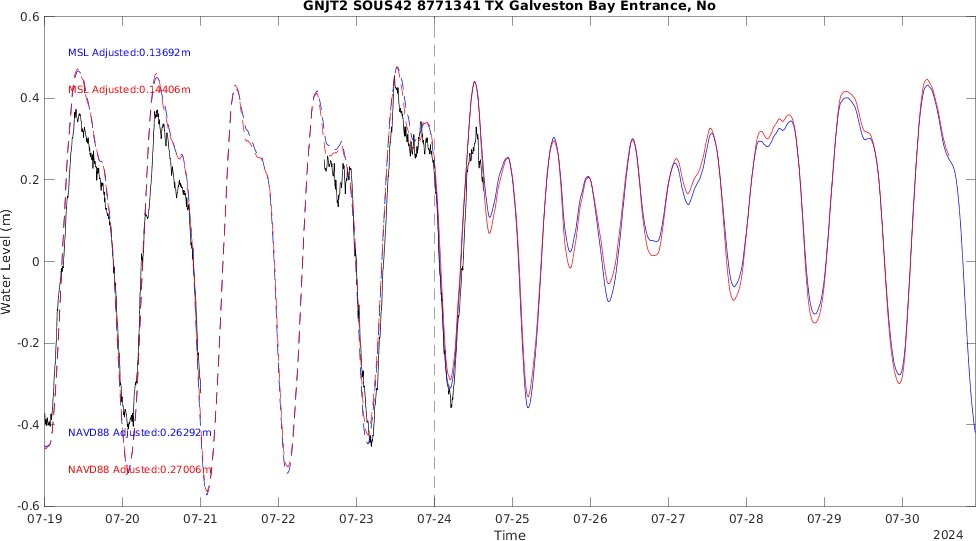 GNJT2 SOUS42 8771341 TX Galveston Bay Entrance, No
0.6
MSL Adjusted:0.13692m
MSL Adjusted:0.14406m
0.4
0.2
0
-0.2
-0.4
-0.6
Water Level (m)
NAVD88 Adjusted:0.26292m
NAVD88 Adjusted:0.27006m
07-19 07-20 07-21 07-22 07-23 07-24 07-25 07-26 07-27 07-28 07-29 07-30
Time
2024